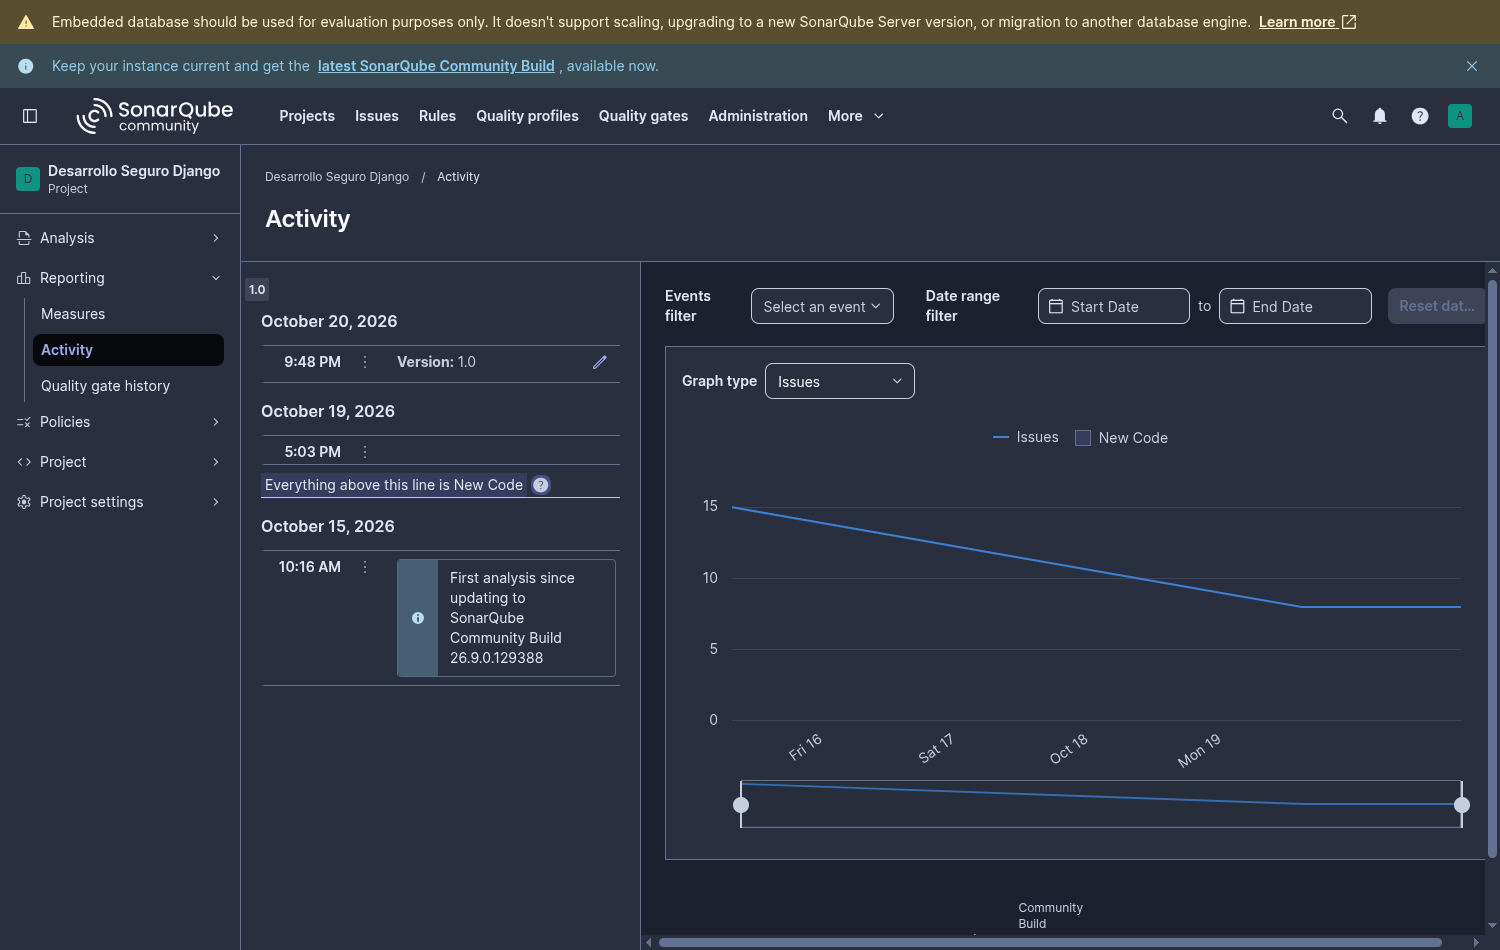 Embedded database should be used for evaluation purposes only. It doesn't support scaling, upgrading to a new SonarQube Server version, or migration to another database engine. Learn more
Keep your instance current and get the latest SonarQube Community Build , available now.
SonarQube
community
Projects Issues Rules Quality profiles Quality gates Administration More
A
D
Desarrollo Seguro Django
Project
Analysis
Reporting
Measures
Activity
Quality gate history
Policies
Project
Project settings
Desarrollo Seguro Django / Activity
Activity
1.0
October 20, 2026
9:48 PM Version: 1.0
October 19, 2026
5:03 PM
Everything above this line is New Code ?
October 15, 2026
10:16 AM
First analysis since
updating to
SonarQube
Community Build
26.9.0.129388
Events
filter
Select an event
Date range
filter
Start Date to End Date
Reset dat...
Graph type Issues
Issues New Code
15
10
5
0
Fri 16 Sat 17 Oct 18 Mon 19
Community
Build